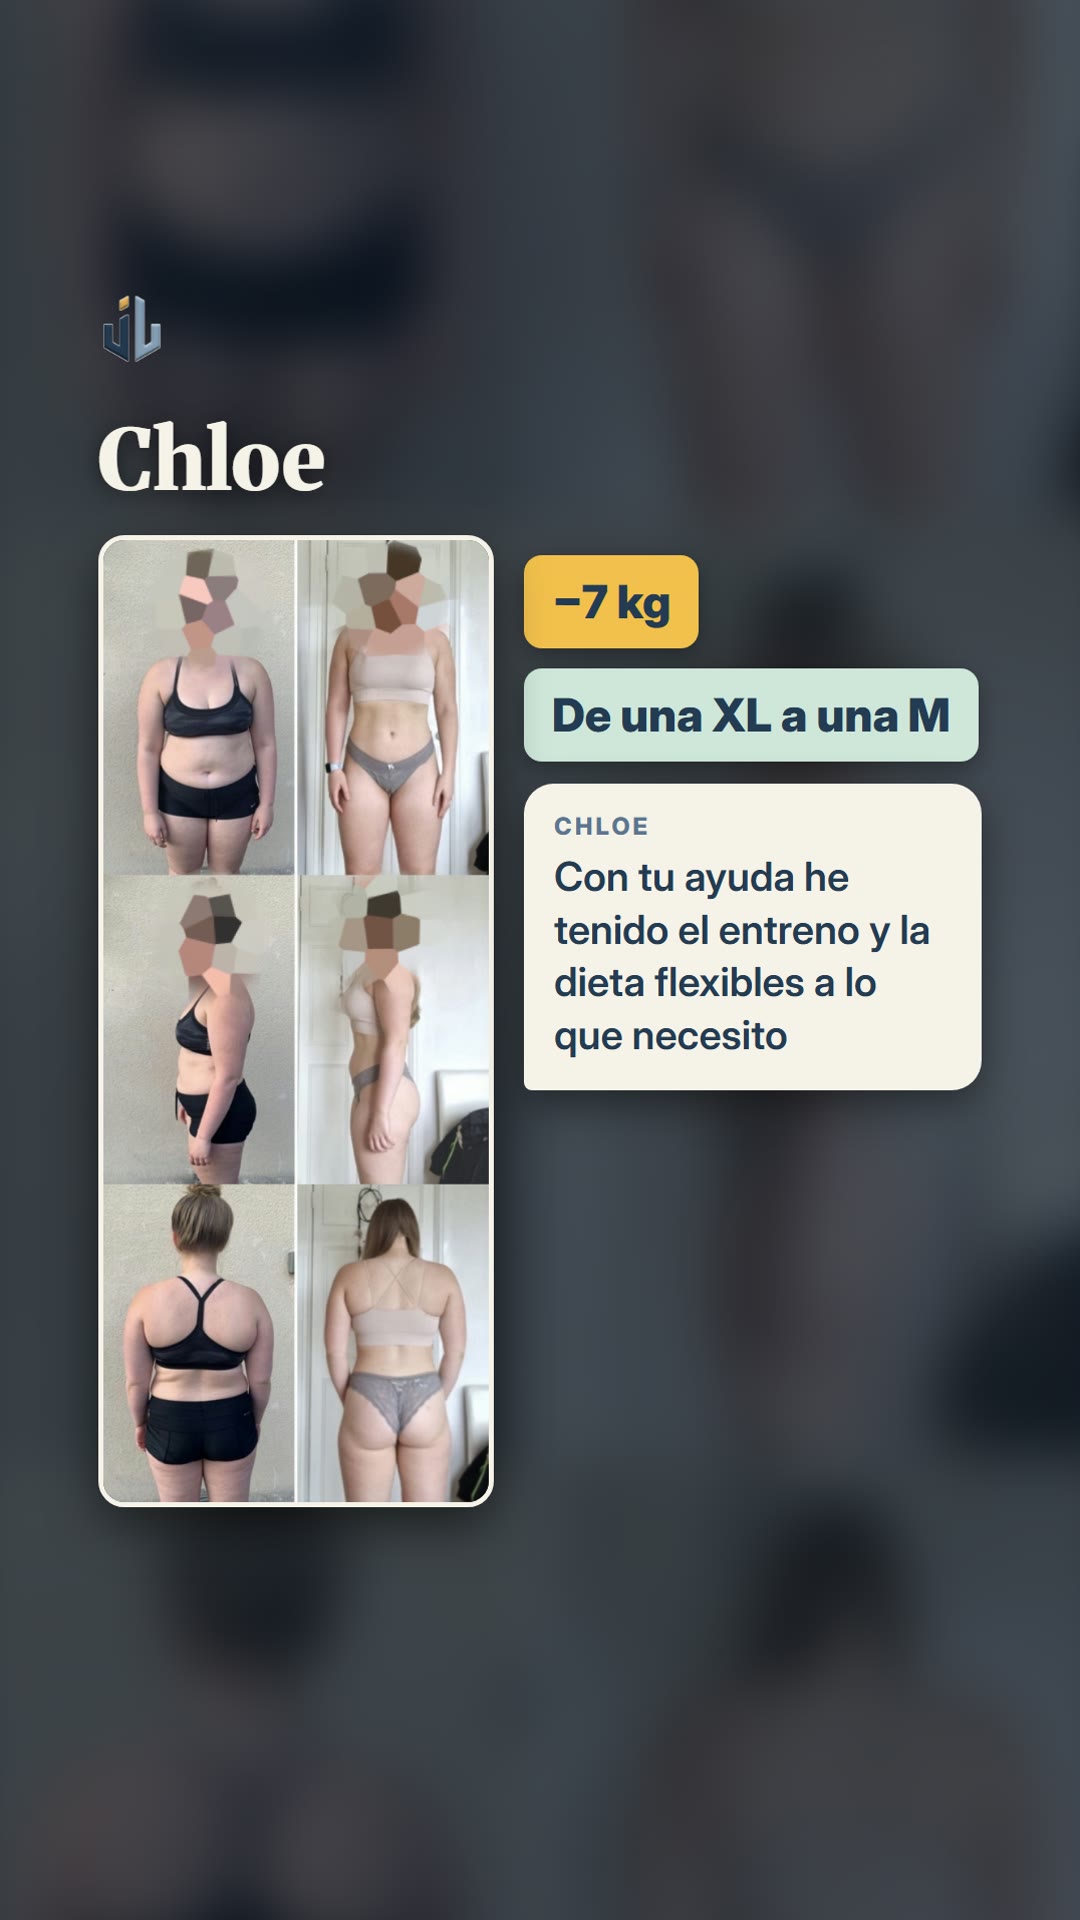 Chloe
−7 kg
De una XL a una M
CHLOE
Con tu ayuda he
tenido el entreno y la
dieta flexibles a lo
que necesito